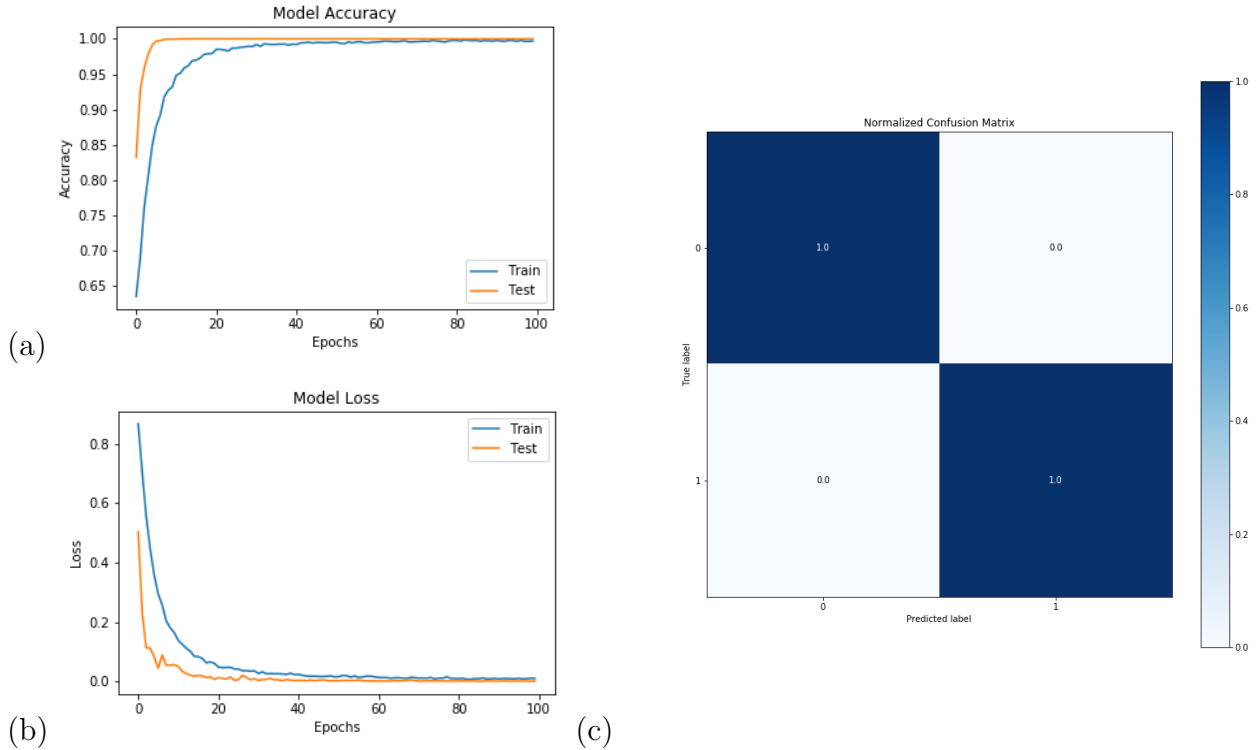 Model Accuracy
1.00
0.95
0.90
0.85
0.80
0.75
0.70
0.65
Accuracy
Train
Test
0 20 40 60 80 100
Epochs
(a)
Model Loss
0.8
0.6
0.4
0.2
0.0
Loss
Train
Test
0 20 40 60 80 100
Epochs
(b)
Normalized Confusion Matrix
True label
0 1.0 0.0
1 0.0 1.0
0 1
Predicted label
1.0
0.8
0.6
0.4
0.2
0.0
(c)